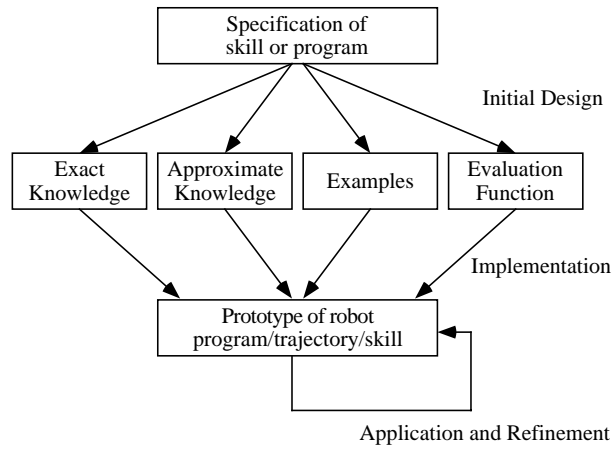 Specification of
skill or program
Initial Design
Exact
Knowledge
Approximate
Knowledge
Examples
Evaluation
Function
Implementation
Prototype of robot
program/trajectory/skill
Application and Refinement